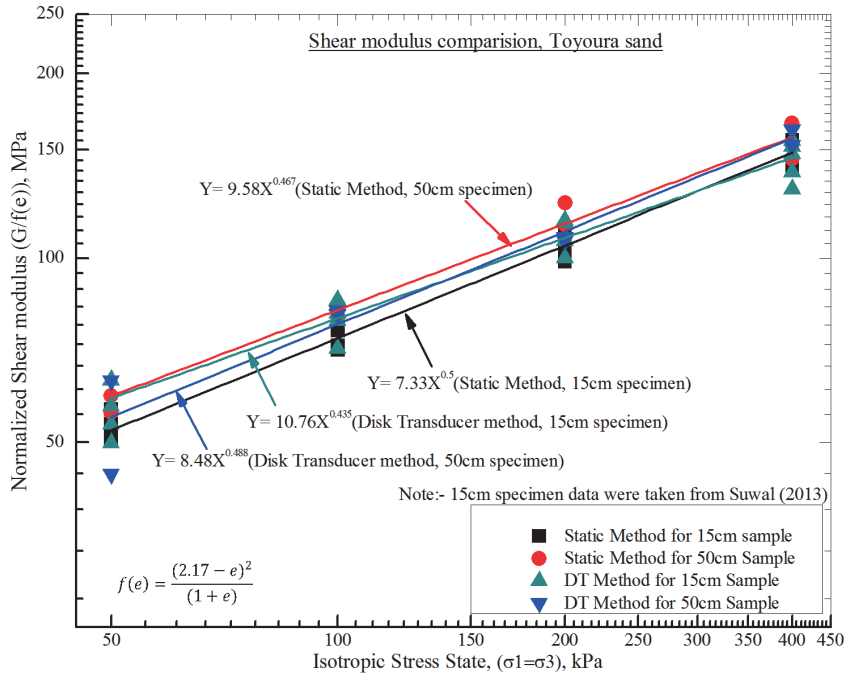 Shear modulus comparision, Toyoura sand
250
200
150
100
50
Normalized Shear modulus (G/f(e)), MPa
Y= 9.58X^0.467(Static Method, 50cm specimen)
Y= 7.33X^0.5(Static Method, 15cm specimen)
Y= 10.76X^0.435(Disk Transducer method, 15cm specimen)
Y= 8.48X^0.488(Disk Transducer method, 50cm specimen)
Note:- 15cm specimen data were taken from Suwal (2013)
Static Method for 15cm sample
Static Method for 50cm Sample
DT Method for 15cm Sample
DT Method for 50cm Sample
f(e) = (2.17 − e)^2 / (1 + e)
50 100 150 200 250 300 350 400 450
Isotropic Stress State, (σ1=σ3), kPa